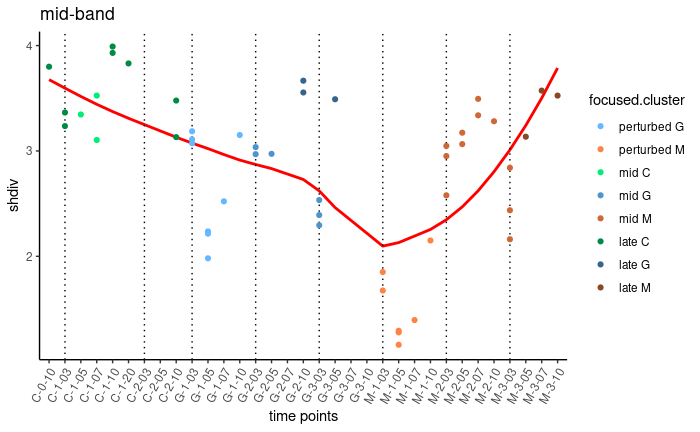 mid-band
shdiv
4
3
2
C-0-10
C-1-03
C-1-05
C-1-07
C-1-10
C-1-20
C-2-03
C-2-05
C-2-10
G-1-03
G-1-05
G-1-07
G-1-10
G-2-03
G-2-05
G-2-07
G-2-10
G-3-03
G-3-05
G-3-07
G-3-10
M-1-03
M-1-05
M-1-07
M-1-10
M-2-03
M-2-05
M-2-07
M-2-10
M-3-03
M-3-05
M-3-07
M-3-10
time points
focused.cluster
perturbed G
perturbed M
mid C
mid G
mid M
late C
late G
late M